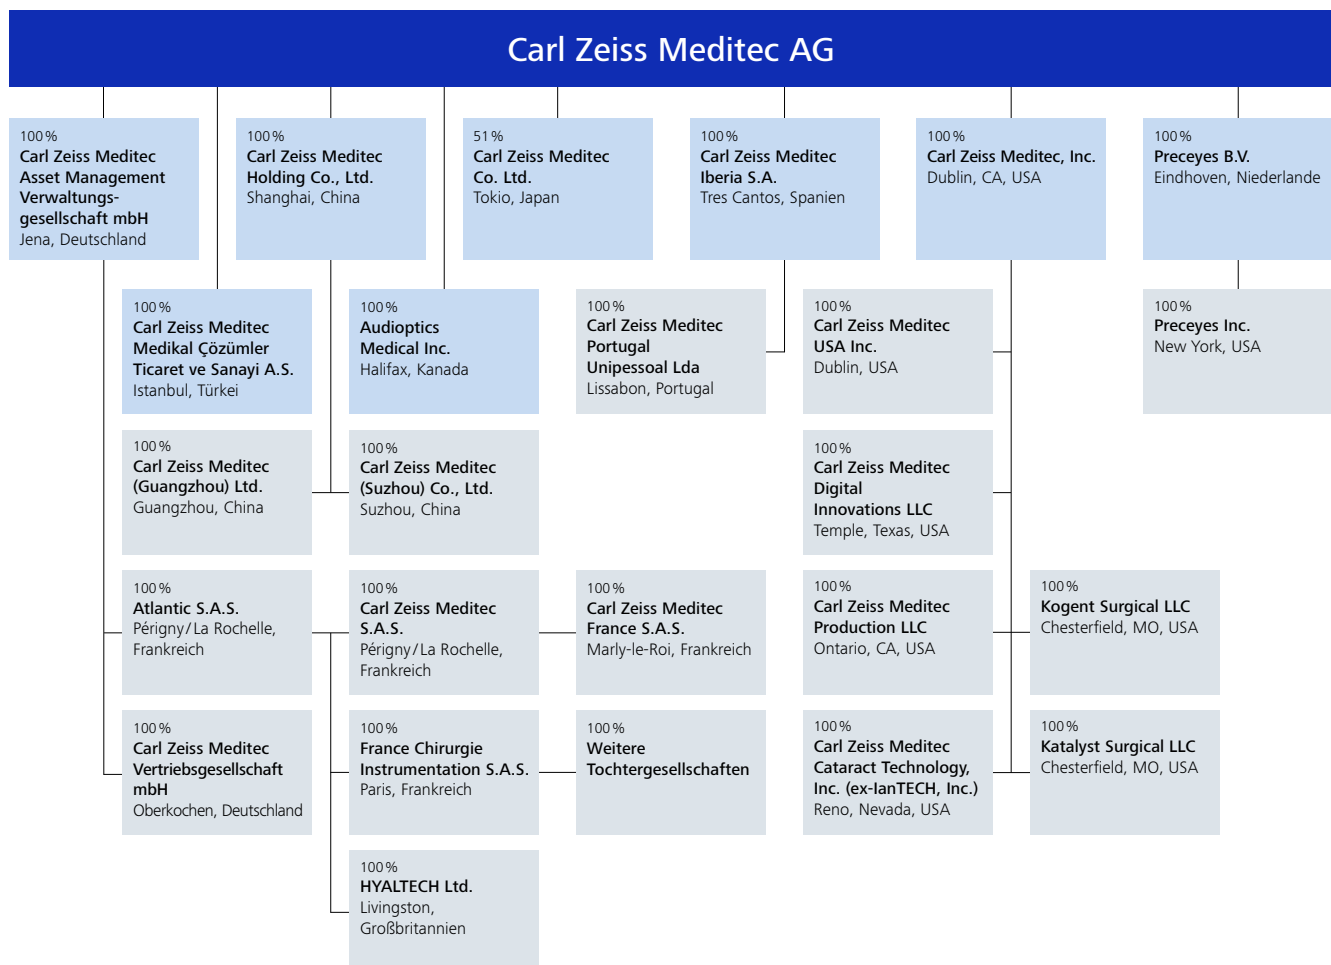 Carl Zeiss Meditec AG
100 %
Carl Zeiss Meditec
Asset Management
Verwaltungs-
gesellschaft mbH
Jena, Deutschland
100 %
Carl Zeiss Meditec
Holding Co., Ltd.
Shanghai, China
51 %
Carl Zeiss Meditec
Co. Ltd.
Tokio, Japan
100 %
Carl Zeiss Meditec
Iberia S.A.
Tres Cantos, Spanien
100 %
Carl Zeiss Meditec, Inc.
Dublin, CA, USA
100 %
Preceyes B.V.
Eindhoven, Niederlande
100 %
Carl Zeiss Meditec
Medikal Çözümler
Ticaret ve Sanayi A.S.
Istanbul, Türkei
100 %
Audioptics
Medical Inc.
Halifax, Kanada
100 %
Carl Zeiss Meditec
Portugal
Unipessoal Lda
Lissabon, Portugal
100 %
Carl Zeiss Meditec
USA Inc.
Dublin, USA
100 %
Preceyes Inc.
New York, USA
100 %
Carl Zeiss Meditec
(Guangzhou) Ltd.
Guangzhou, China
100 %
Carl Zeiss Meditec
(Suzhou) Co., Ltd.
Suzhou, China
100 %
Carl Zeiss Meditec
Digital
Innovations LLC
Temple, Texas, USA
100 %
Atlantic S.A.S.
Périgny / La Rochelle,
Frankreich
100 %
Carl Zeiss Meditec
S.A.S.
Périgny / La Rochelle,
Frankreich
100 %
Carl Zeiss Meditec
France S.A.S.
Marly-le-Roi, Frankreich
100 %
Carl Zeiss Meditec
Production LLC
Ontario, CA, USA
100 %
Kogent Surgical LLC
Chesterfield, MO, USA
100 %
Carl Zeiss Meditec
Vertriebsgesellschaft
mbH
Oberkochen, Deutschland
100 %
France Chirurgie
Instrumentation S.A.S.
Paris, Frankreich
100 %
Weitere
Tochtergesellschaften
100 %
Carl Zeiss Meditec
Cataract Technology,
Inc. (ex-IanTECH, Inc.)
Reno, Nevada, USA
100 %
Katalyst Surgical LLC
Chesterfield, MO, USA
100 %
HYALTECH Ltd.
Livingston,
Großbritannien